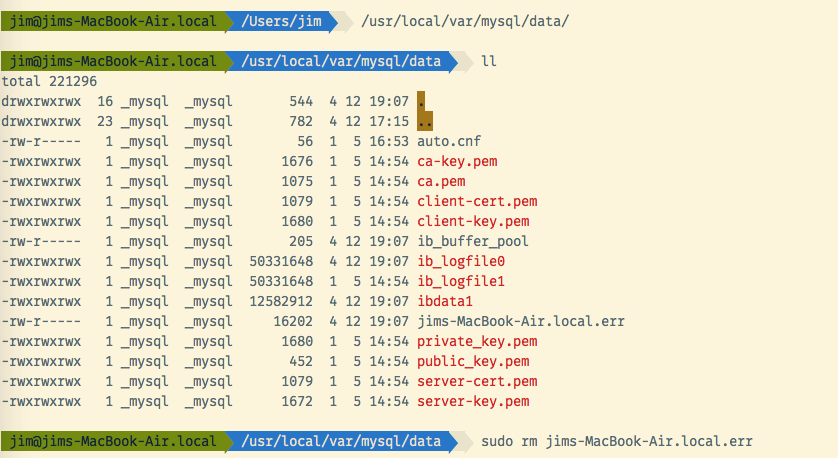 jim@jims-MacBook-Air.local /Users/jim /usr/local/var/mysql/data/
jim@jims-MacBook-Air.local /usr/local/var/mysql/data ll
total 221296
drwxrwxrwx 16 _mysql _mysql 544 4 12 19:07 .
drwxrwxrwx 23 _mysql _mysql 782 4 12 17:15 ..
-rw-r----- 1 _mysql _mysql 56 1 5 16:53 auto.cnf
-rwxrwxrwx 1 _mysql _mysql 1676 1 5 14:54 ca-key.pem
-rwxrwxrwx 1 _mysql _mysql 1075 1 5 14:54 ca.pem
-rwxrwxrwx 1 _mysql _mysql 1079 1 5 14:54 client-cert.pem
-rwxrwxrwx 1 _mysql _mysql 1680 1 5 14:54 client-key.pem
-rw-r----- 1 _mysql _mysql 205 4 12 19:07 ib_buffer_pool
-rwxrwxrwx 1 _mysql _mysql 50331648 4 12 19:07 ib_logfile0
-rwxrwxrwx 1 _mysql _mysql 50331648 1 5 14:54 ib_logfile1
-rwxrwxrwx 1 _mysql _mysql 12582912 4 12 19:07 ibdata1
-rw-r----- 1 _mysql _mysql 16202 4 12 19:07 jims-MacBook-Air.local.err
-rwxrwxrwx 1 _mysql _mysql 1680 1 5 14:54 private_key.pem
-rwxrwxrwx 1 _mysql _mysql 452 1 5 14:54 public_key.pem
-rwxrwxrwx 1 _mysql _mysql 1079 1 5 14:54 server-cert.pem
-rwxrwxrwx 1 _mysql _mysql 1672 1 5 14:54 server-key.pem
jim@jims-MacBook-Air.local /usr/local/var/mysql/data sudo rm jims-MacBook-Air.local.err